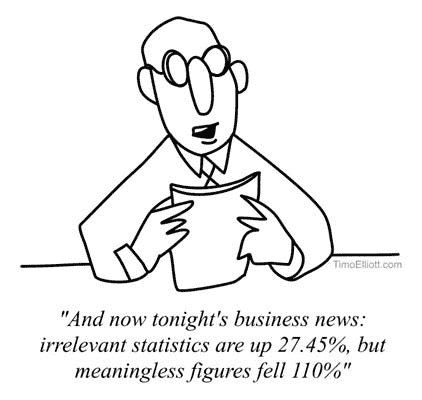 TimoElliott.com
"And now tonight's business news:
irrelevant statistics are up 27.45%, but
meaningless figures fell 110%"